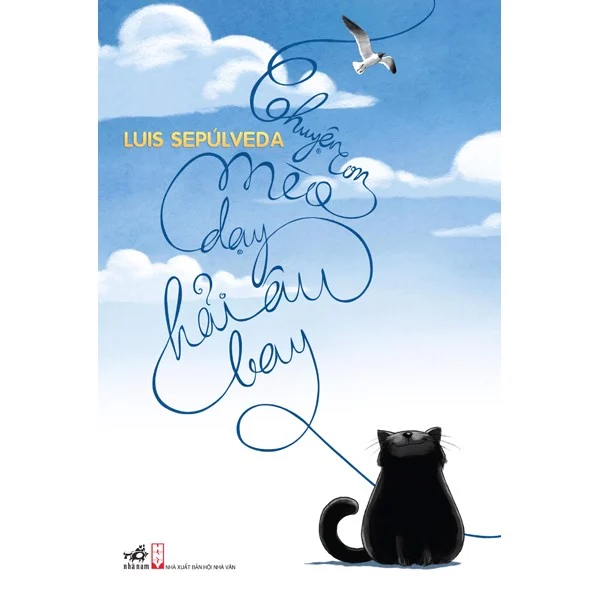 LUIS SEPÚLVEDA
Chuyện con
mèo
dạy
hải âu
bay
nhã nam
NHÀ XUẤT BẢN HỘI NHÀ VĂN